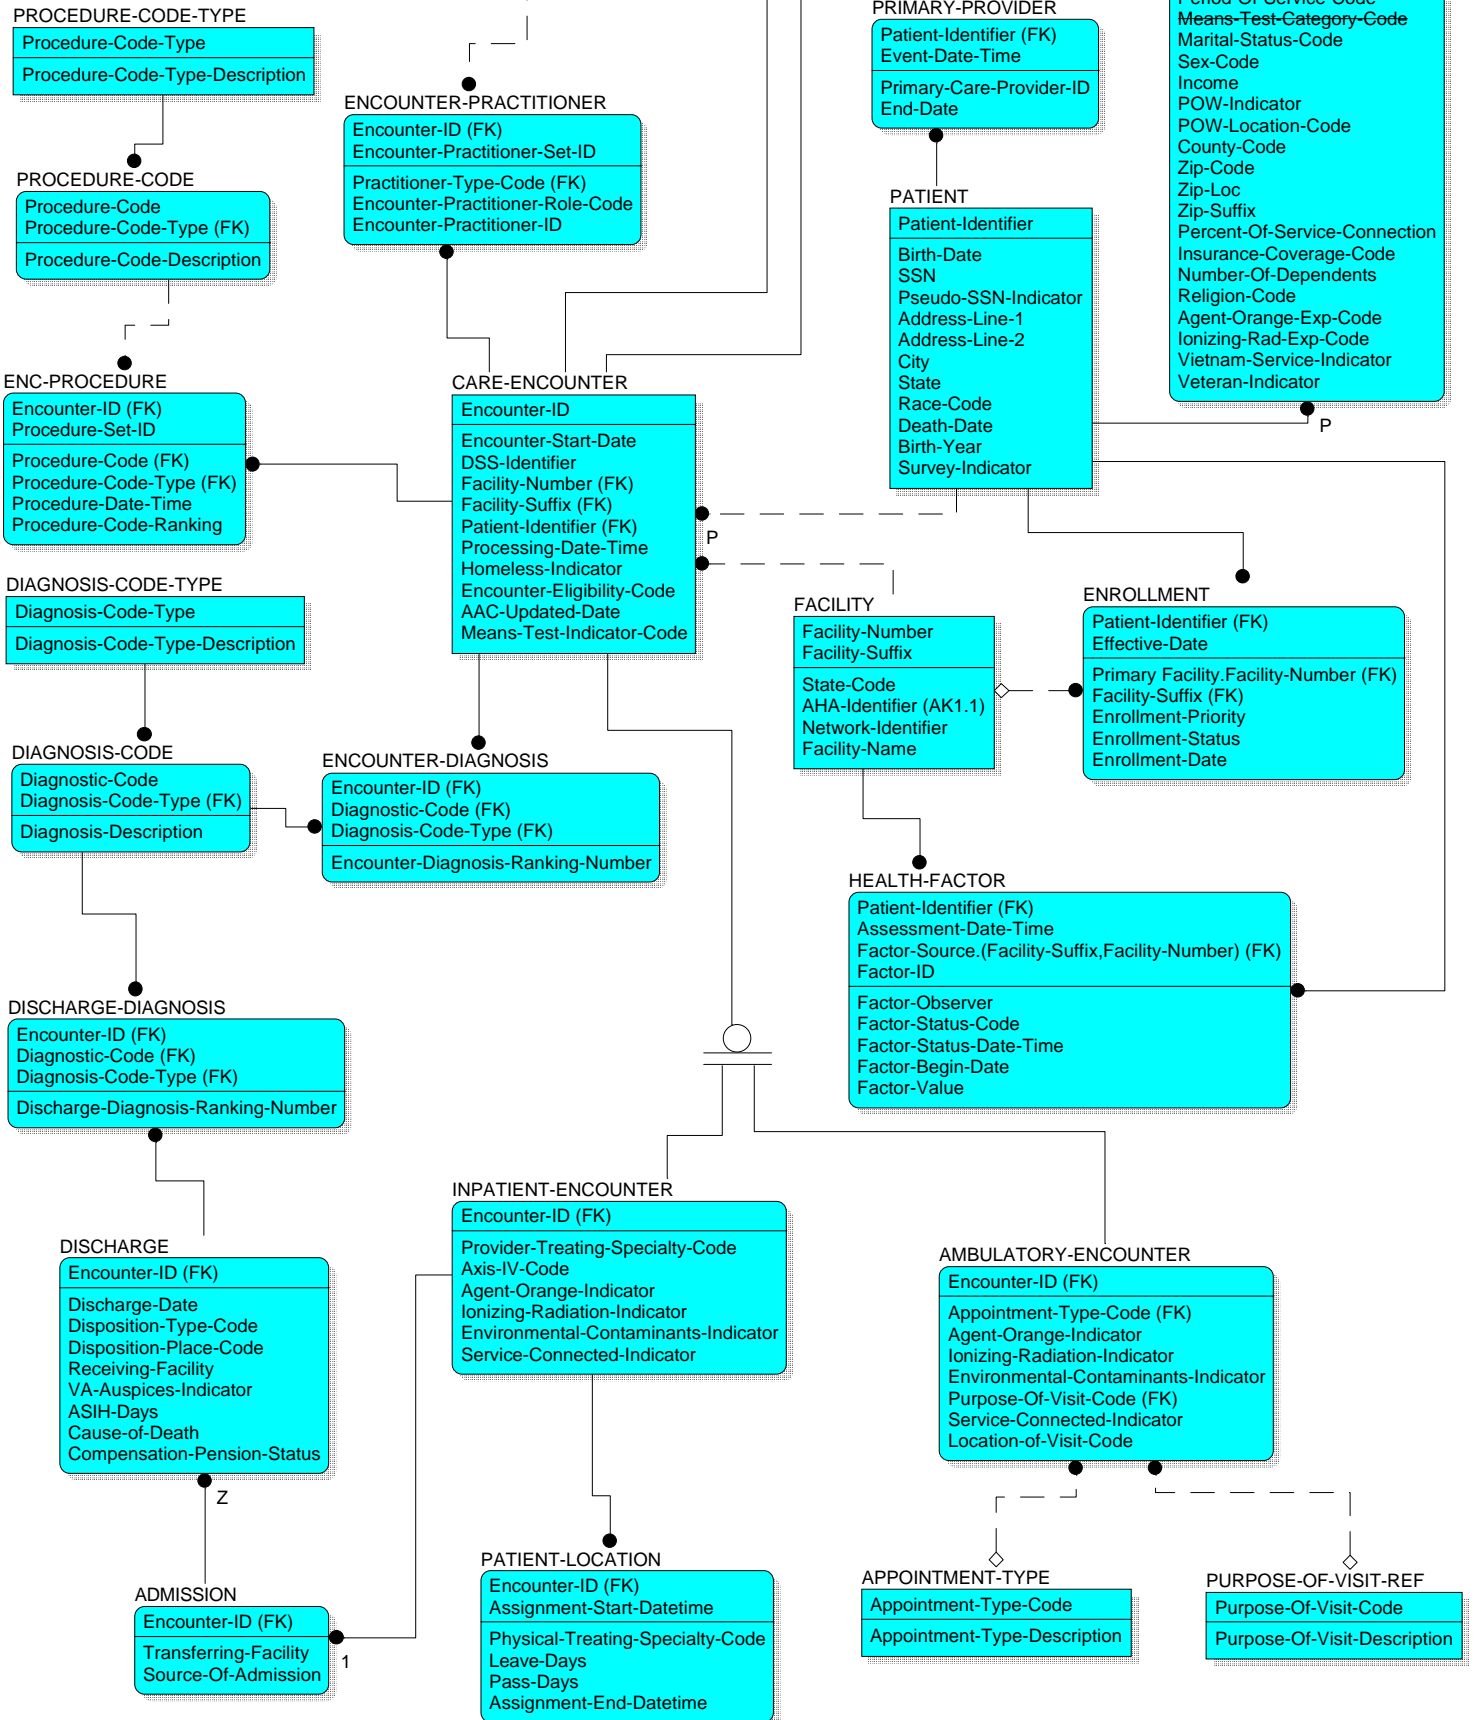 PROCEDURE-CODE-TYPE
Procedure-Code-Type
Procedure-Code-Type-Description
PROCEDURE-CODE
Procedure-Code
Procedure-Code-Type (FK)
Procedure-Code-Description
ENC-PROCEDURE
Encounter-ID (FK)
Procedure-Set-ID
Procedure-Code (FK)
Procedure-Code-Type (FK)
Procedure-Date-Time
Procedure-Code-Ranking
DIAGNOSIS-CODE-TYPE
Diagnosis-Code-Type
Diagnosis-Code-Type-Description
DIAGNOSIS-CODE
Diagnostic-Code
Diagnosis-Code-Type (FK)
Diagnosis-Description
DISCHARGE-DIAGNOSIS
Encounter-ID (FK)
Diagnostic-Code (FK)
Diagnosis-Code-Type (FK)
Discharge-Diagnosis-Ranking-Number
DISCHARGE
Encounter-ID (FK)
Discharge-Date
Disposition-Type-Code
Disposition-Place-Code
Receiving-Facility
VA-Auspices-Indicator
ASIH-Days
Cause-of-Death
Compensation-Pension-Status
Z
ADMISSION
Encounter-ID (FK)
Transferring-Facility
Source-Of-Admission
1
ENCOUNTER-PRACTITIONER
Encounter-ID (FK)
Encounter-Practitioner-Set-ID
Practitioner-Type-Code (FK)
Encounter-Practitioner-Role-Code
Encounter-Practitioner-ID
CARE-ENCOUNTER
Encounter-ID
Encounter-Start-Date
DSS-Identifier
Facility-Number (FK)
Facility-Suffix (FK)
Patient-Identifier (FK)
Processing-Date-Time
Homeless-Indicator
Encounter-Eligibility-Code
AAC-Updated-Date
Means-Test-Indicator-Code
P
ENCOUNTER-DIAGNOSIS
Encounter-ID (FK)
Diagnostic-Code (FK)
Diagnosis-Code-Type (FK)
Encounter-Diagnosis-Ranking-Number
INPATIENT-ENCOUNTER
Encounter-ID (FK)
Provider-Treating-Specialty-Code
Axis-IV-Code
Agent-Orange-Indicator
Ionizing-Radiation-Indicator
Environmental-Contaminants-Indicator
Service-Connected-Indicator
PATIENT-LOCATION
Encounter-ID (FK)
Assignment-Start-Datetime
Physical-Treating-Specialty-Code
Leave-Days
Pass-Days
Assignment-End-Datetime
PRIMARY-PROVIDER
Patient-Identifier (FK)
Event-Date-Time
Primary-Care-Provider-ID
End-Date
PATIENT
Patient-Identifier
Birth-Date
SSN
Pseudo-SSN-Indicator
Address-Line-1
Address-Line-2
City
State
Race-Code
Death-Date
Birth-Year
Survey-Indicator
Period-Of-Service-Code
Means-Test-Category-Code
Marital-Status-Code
Sex-Code
Income
POW-Indicator
POW-Location-Code
County-Code
Zip-Code
Zip-Loc
Zip-Suffix
Percent-Of-Service-Connection
Insurance-Coverage-Code
Number-Of-Dependents
Religion-Code
Agent-Orange-Exp-Code
Ionizing-Rad-Exp-Code
Vietnam-Service-Indicator
Veteran-Indicator
P
FACILITY
Facility-Number
Facility-Suffix
State-Code
AHA-Identifier (AK1.1)
Network-Identifier
Facility-Name
ENROLLMENT
Patient-Identifier (FK)
Effective-Date
Primary Facility.Facility-Number (FK)
Facility-Suffix (FK)
Enrollment-Priority
Enrollment-Status
Enrollment-Date
HEALTH-FACTOR
Patient-Identifier (FK)
Assessment-Date-Time
Factor-Source.(Facility-Suffix,Facility-Number) (FK)
Factor-ID
Factor-Observer
Factor-Status-Code
Factor-Status-Date-Time
Factor-Begin-Date
Factor-Value
AMBULATORY-ENCOUNTER
Encounter-ID (FK)
Appointment-Type-Code (FK)
Agent-Orange-Indicator
Ionizing-Radiation-Indicator
Environmental-Contaminants-Indicator
Purpose-Of-Visit-Code (FK)
Service-Connected-Indicator
Location-of-Visit-Code
APPOINTMENT-TYPE
Appointment-Type-Code
Appointment-Type-Description
PURPOSE-OF-VISIT-REF
Purpose-Of-Visit-Code
Purpose-Of-Visit-Description